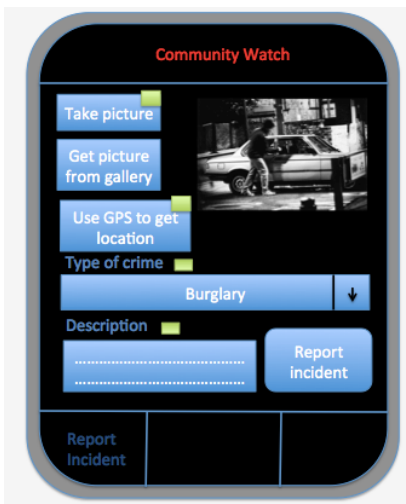 Community Watch
Take picture
Get picture
from gallery
Use GPS to get
location
Type of crime
Burglary
Description
Report
incident
Report
Incident